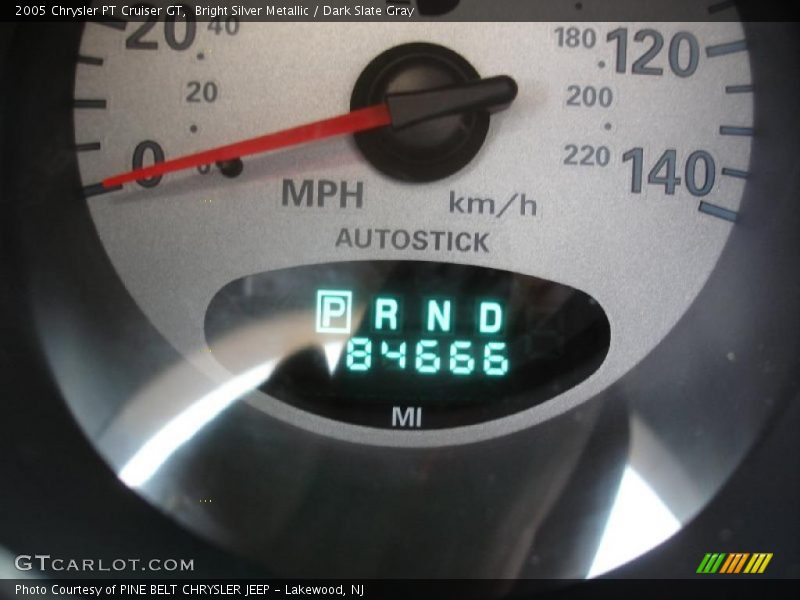 2005 Chrysler PT Cruiser GT, Bright Silver Metallic / Dark Slate Gray
20 40 180 120
20 200
0 0 220 140
MPH km/h
AUTOSTICK
P R N D
84666
MI
GTCARLOT.COM
Photo Courtesy of PINE BELT CHRYSLER JEEP - Lakewood, NJ